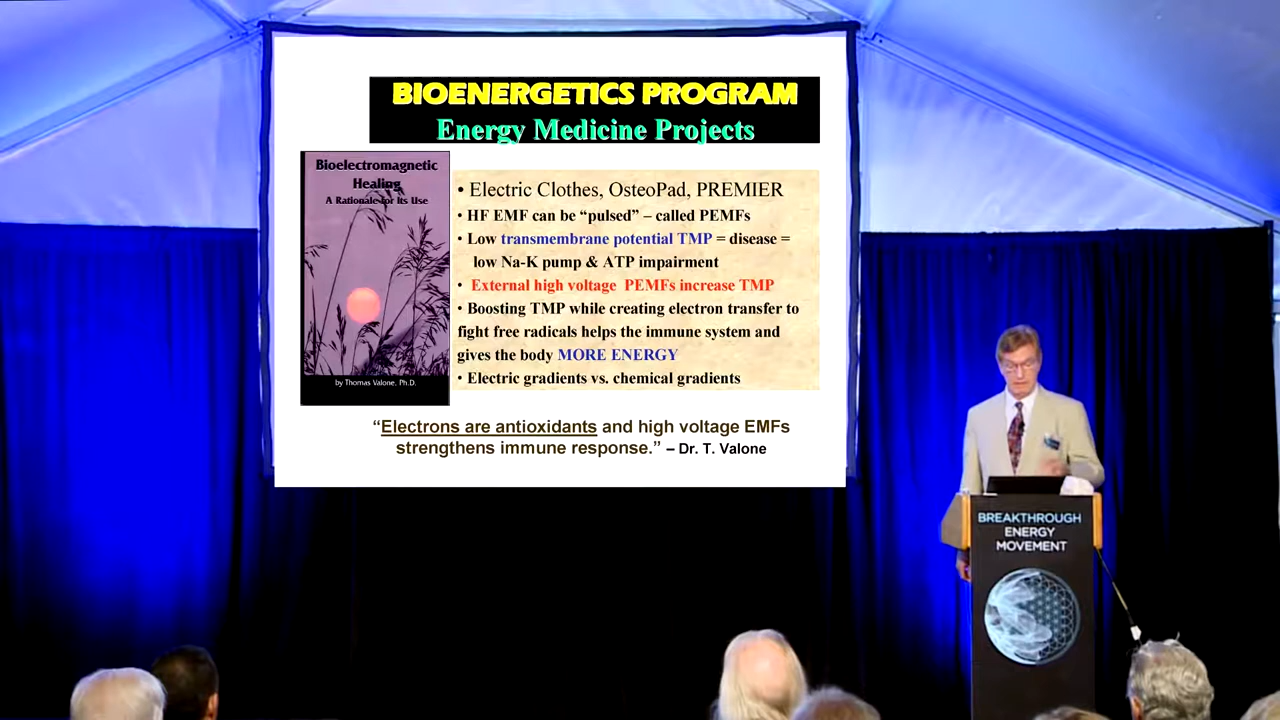 BIOENERGETICS PROGRAM
Energy Medicine Projects
Bioelectromagnetic
Healing
A Rationale for Its Use
by Thomas Valone, Ph.D.
• Electric Clothes, OsteoPad, PREMIER
• HF EMF can be “pulsed” – called PEMFs
• Low transmembrane potential TMP = disease =
low Na-K pump & ATP impairment
• External high voltage PEMFs increase TMP
• Boosting TMP while creating electron transfer to
fight free radicals helps the immune system and
gives the body MORE ENERGY
• Electric gradients vs. chemical gradients
“Electrons are antioxidants and high voltage EMFs
strengthens immune response.” – Dr. T. Valone
BREAKTHROUGH
ENERGY
MOVEMENT